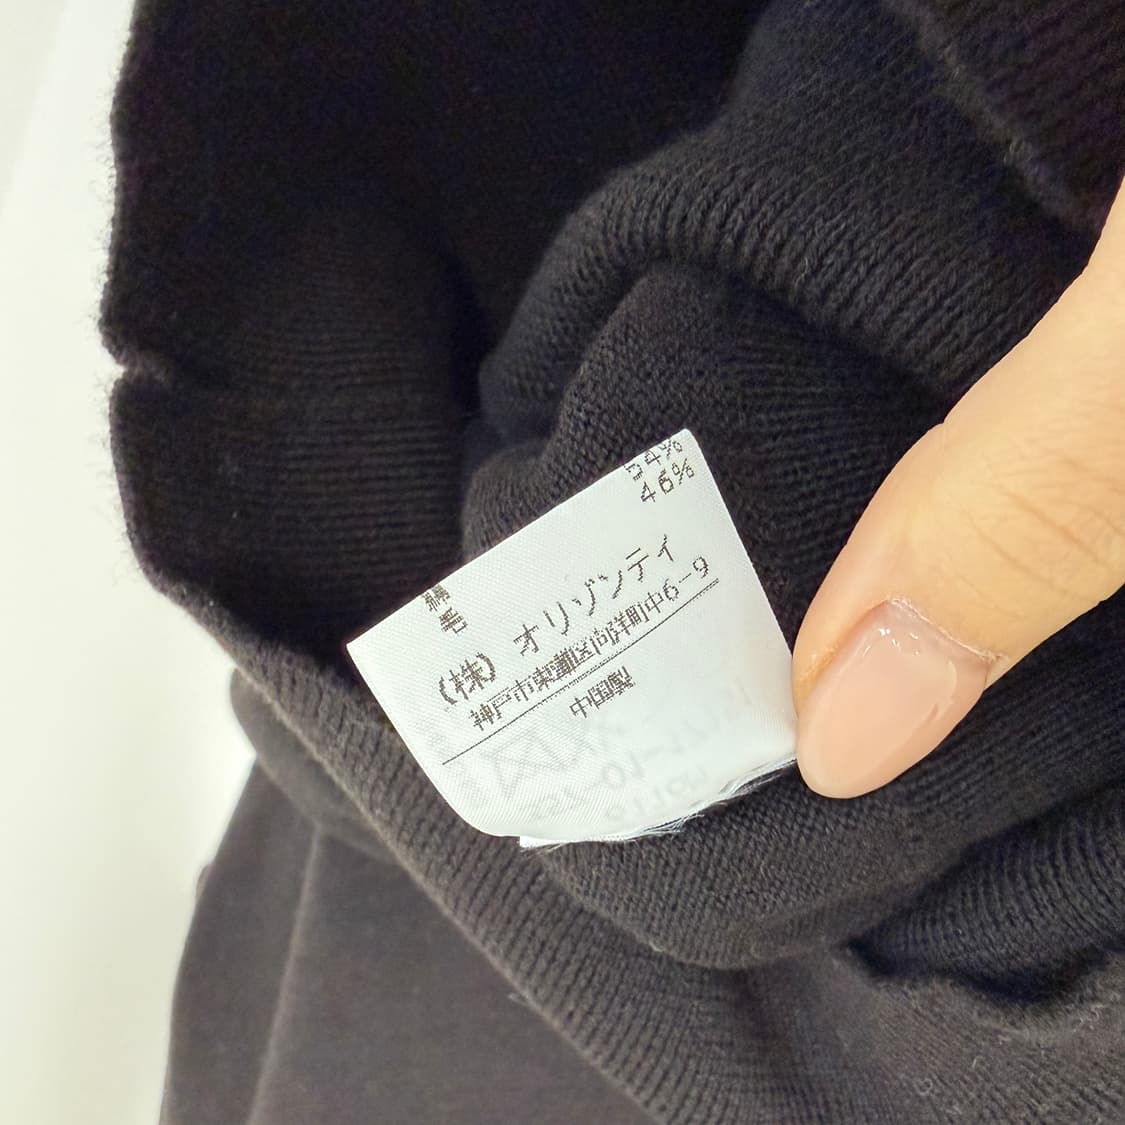 綿 54%
毛 46%
(株) オリゾンティ
神戸市東灘区向洋町中6-9
中国製